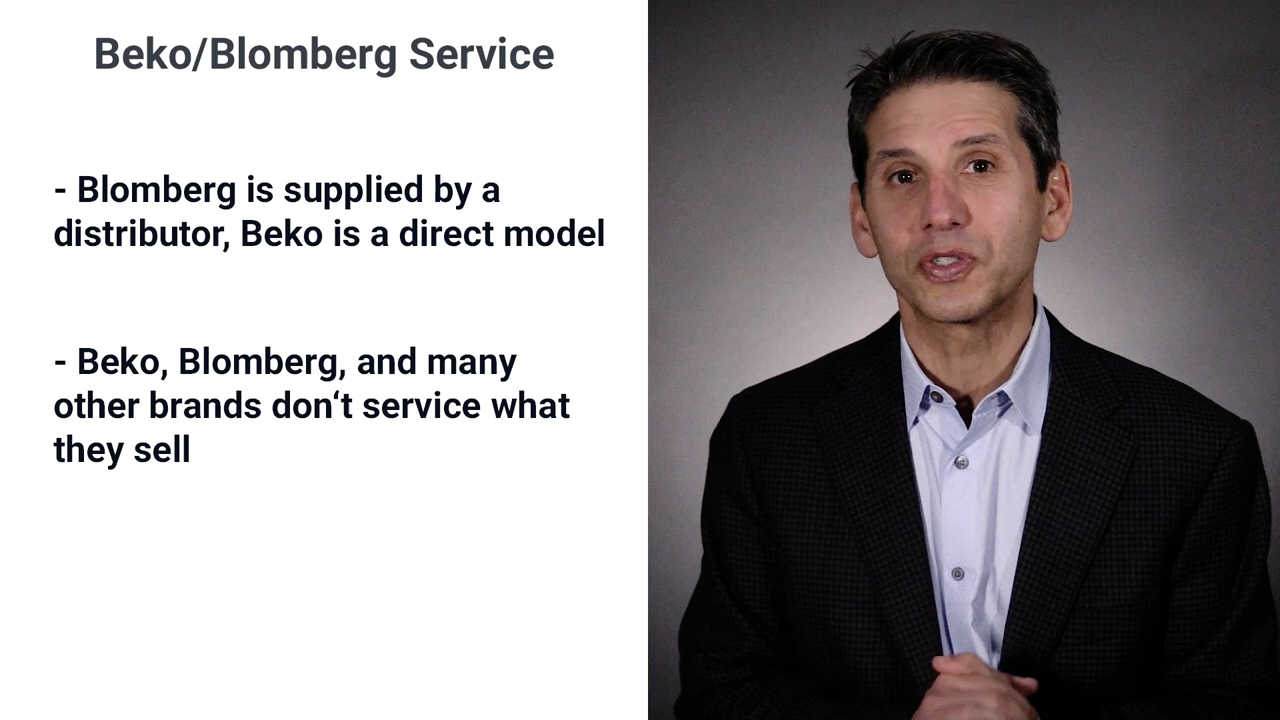 Beko/Blomberg Service
- Blomberg is supplied by a
distributor, Beko is a direct model
- Beko, Blomberg, and many
other brands don‘t service what
they sell